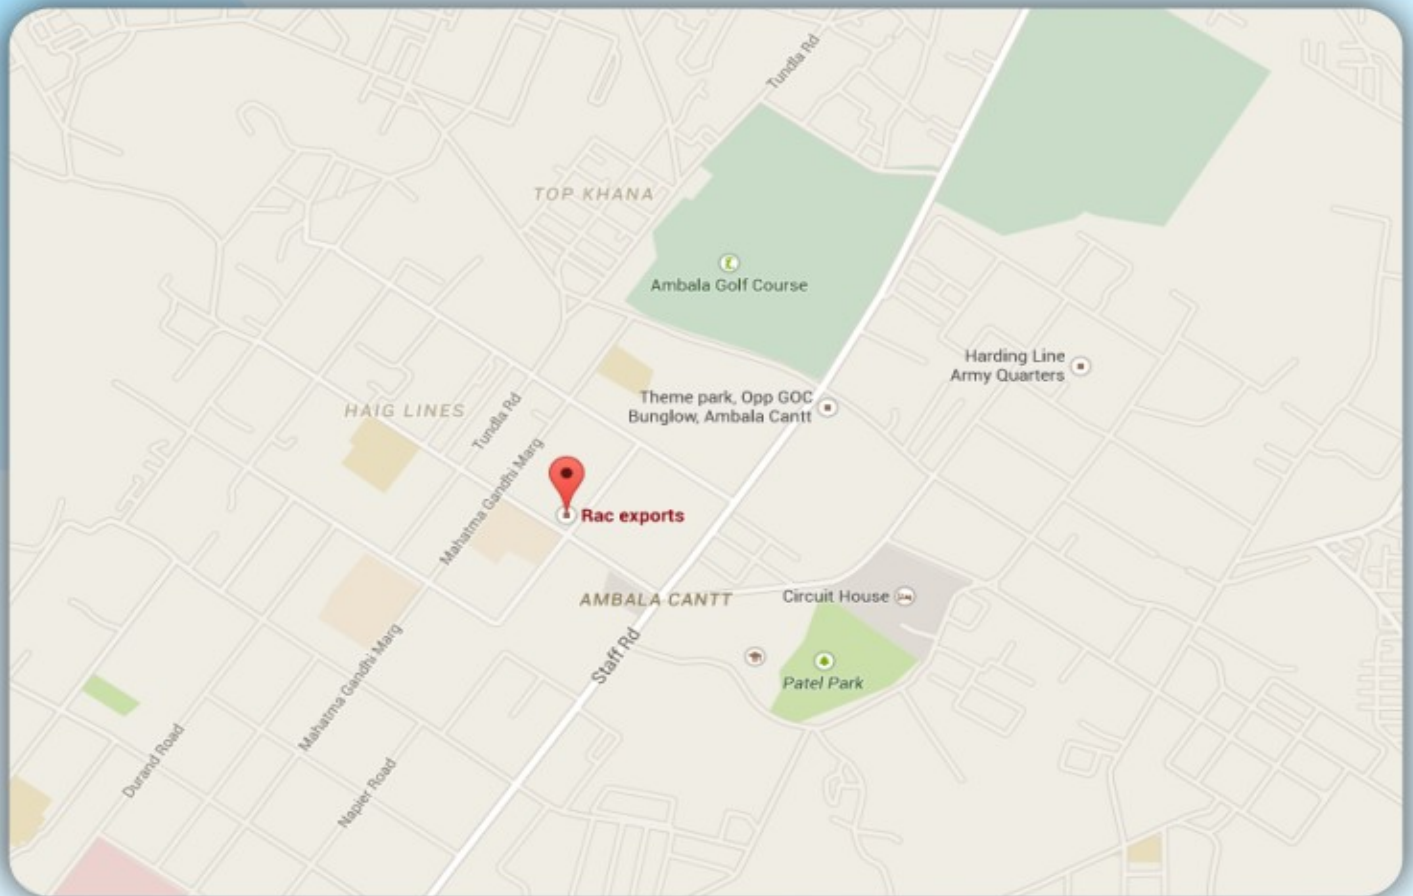 Tundla Rd
TOP KHANA
Ambala Golf Course
Harding Line
Army Quarters
Theme park, Opp GOC
Bunglow, Ambala Cantt
HAIG LINES
Tundla Rd
Mahatma Gandhi Marg
Rac exports
AMBALA CANTT
Circuit House
Staff Rd
Patel Park
Mahatma Gandhi Marg
Durand Road
Napier Road